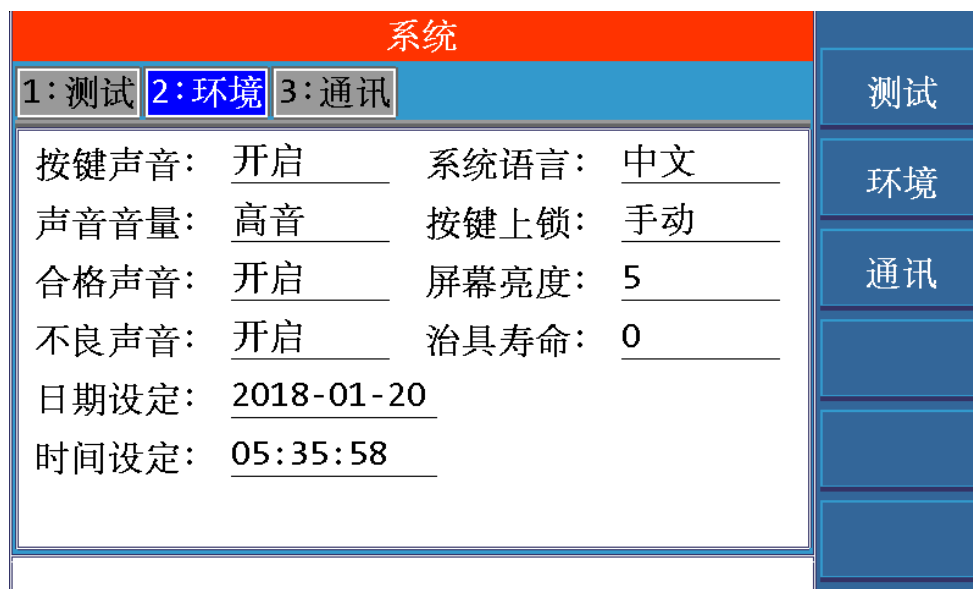 系统
1:测试 2:环境 3:通讯
按键声音: 开启 系统语言: 中文
声音音量: 高音 按键上锁: 手动
合格声音: 开启 屏幕亮度: 5
不良声音: 开启 治具寿命: 0
日期设定: 2018-01-20
时间设定: 05:35:58
测试
环境
通讯